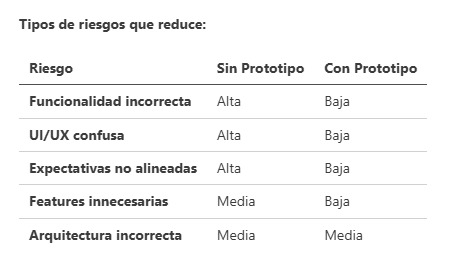 Tipos de riesgos que reduce:
Riesgo Sin Prototipo Con Prototipo
Funcionalidad incorrecta Alta Baja
UI/UX confusa Alta Baja
Expectativas no alineadas Alta Baja
Features innecesarias Media Baja
Arquitectura incorrecta Media Media